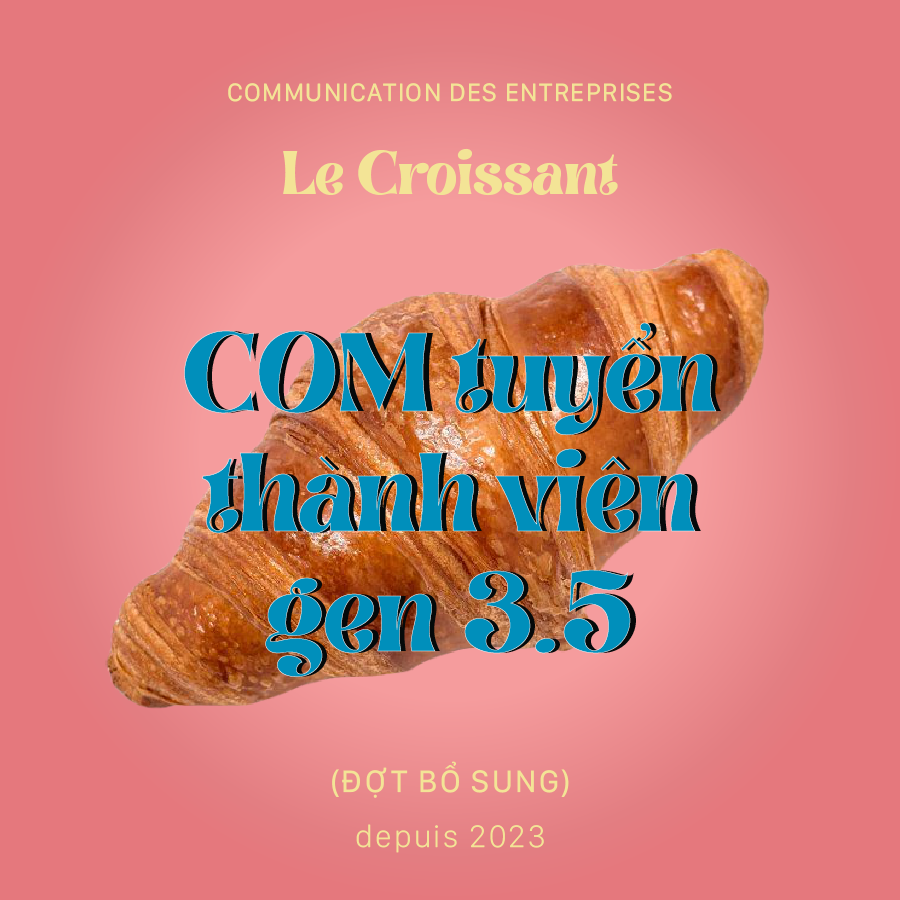 COMMUNICATION DES ENTREPRISES
Le Croissant
COM tuyển
thành viên
gen 3.5
(ĐỢT BỔ SUNG)
depuis 2023